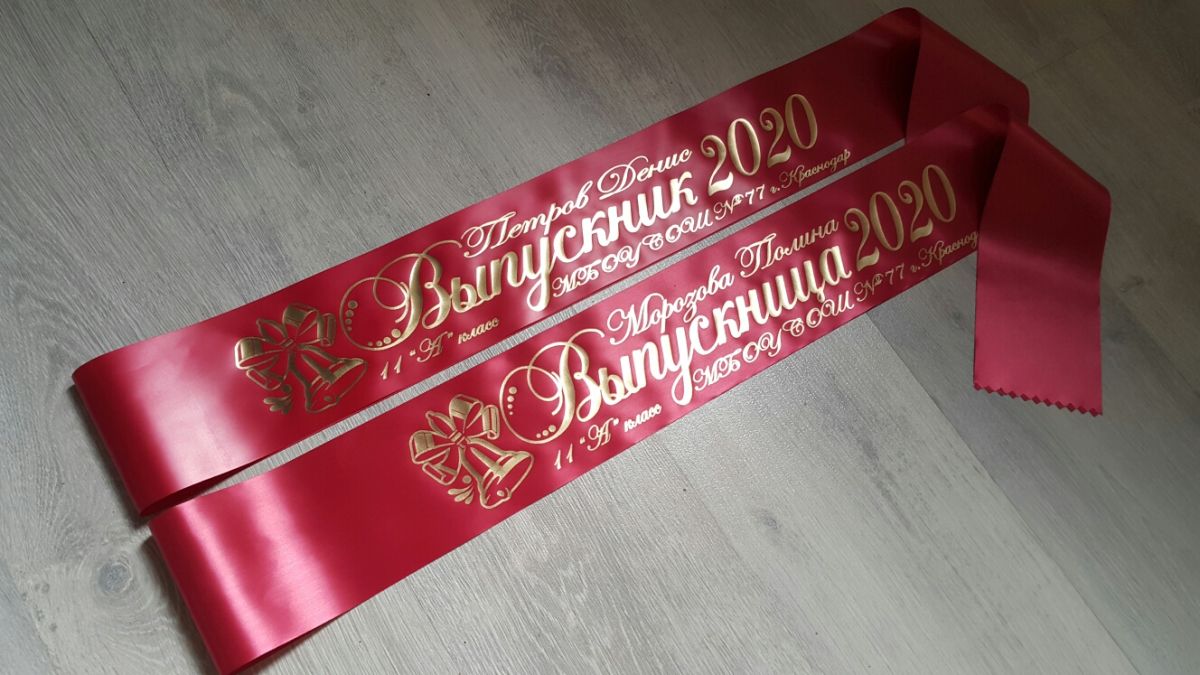 Петров Денис
Выпускник 2020
11 "А" класс МБОУ СОШ №77 г. Краснодар
Морозова Полина
Выпускница 2020
11 "А" класс МБОУ СОШ №77 г. Краснод